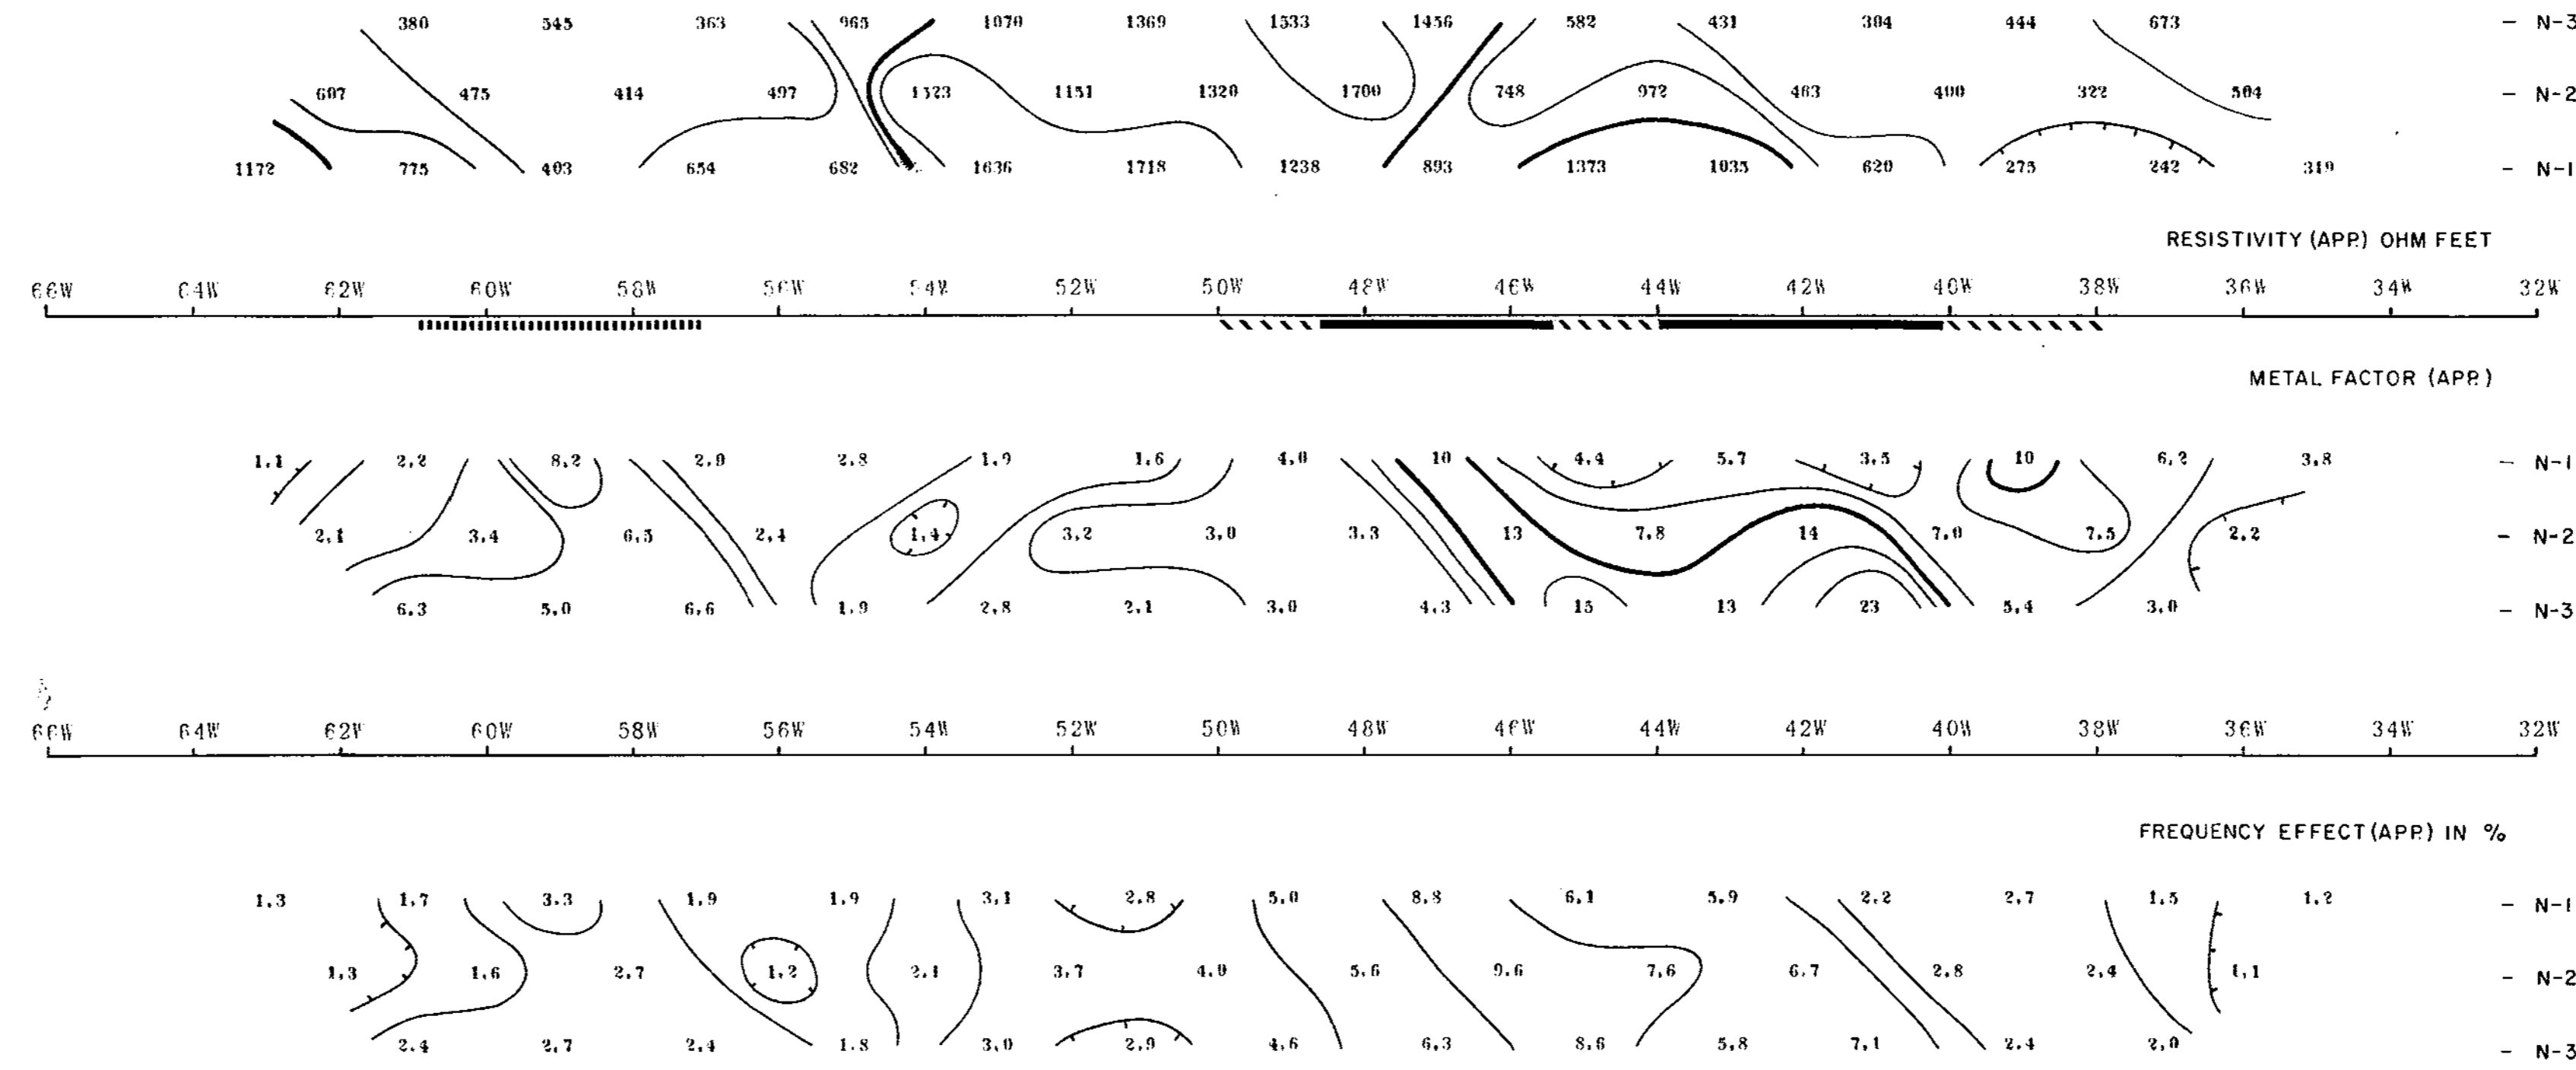 380 545 363 965 1070 1369 1533 1456 582 431 304 444 673 – N-3
607 475 414 497 1323 1151 1320 1700 748 972 463 400 322 504 – N-2
1172 775 403 654 682 1636 1718 1238 893 1373 1035 620 275 242 319 – N-1
RESISTIVITY (APP.) OHM FEET
66W 64W 62W 60W 58W 56W 54W 52W 50W 48W 46W 44W 42W 40W 38W 36W 34W 32W
METAL FACTOR (APP.)
1.1 2.2 8.2 2.9 2.8 1.9 1.6 4.0 10 4.4 5.7 3.5 10 6.2 3.8 – N-1
2.1 3.4 6.5 2.4 1.4 3.2 3.0 3.3 13 7.8 14 7.0 7.5 2.2 – N-2
6.3 5.0 6.6 1.9 2.8 2.1 3.0 4.3 15 13 23 5.4 3.0 – N-3
66W 64W 62W 60W 58W 56W 54W 52W 50W 48W 46W 44W 42W 40W 38W 36W 34W 32W
FREQUENCY EFFECT (APP.) IN %
1.3 1.7 3.3 1.9 1.9 3.1 2.8 5.0 8.8 6.1 5.9 2.2 2.7 1.5 1.2 – N-1
1.3 1.6 2.7 1.2 2.1 3.7 4.0 5.6 9.6 7.6 6.7 2.8 2.4 1.1 – N-2
2.4 2.7 2.4 1.8 3.0 2.9 4.6 6.3 8.6 5.8 7.1 2.4 2.0 – N-3